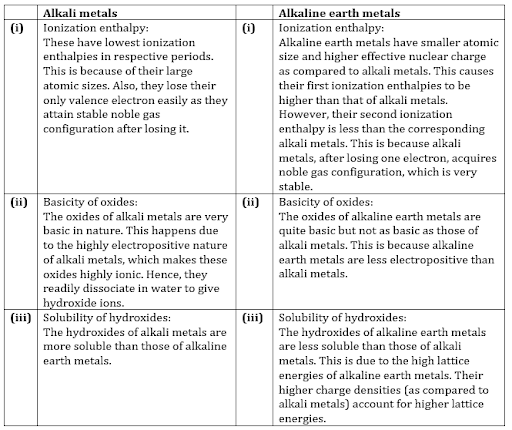 Alkali metals
Alkaline earth metals
(i)
Ionization enthalpy:
These have lowest ionization
enthalpies in respective periods.
This is because of their large
atomic sizes. Also, they lose their
only valence electron easily as they
attain stable noble gas
configuration after losing it.
(i)
Ionization enthalpy:
Alkaline earth metals have smaller atomic
size and higher effective nuclear charge
as compared to alkali metals. This causes
their first ionization enthalpies to be
higher than that of alkali metals.
However, their second ionization
enthalpy is less than the corresponding
alkali metals. This is because alkali
metals, after losing one electron, acquires
noble gas configuration, which is very
stable.
(ii)
Basicity of oxides:
The oxides of alkali metals are very
basic in nature. This happens due
to the highly electropositive nature
of alkali metals, which makes these
oxides highly ionic. Hence, they
readily dissociate in water to give
hydroxide ions.
(ii)
Basicity of oxides:
The oxides of alkaline earth metals are
quite basic but not as basic as those of
alkali metals. This is because alkaline
earth metals are less electropositive than
alkali metals.
(iii)
Solubility of hydroxides:
The hydroxides of alkali metals are
more soluble than those of alkaline
earth metals.
(iii)
Solubility of hydroxides:
The hydroxides of alkaline earth metals
are less soluble than those of alkali
metals. This is due to the high lattice
energies of alkaline earth metals. Their
higher charge densities (as compared to
alkali metals) account for higher lattice
energies.